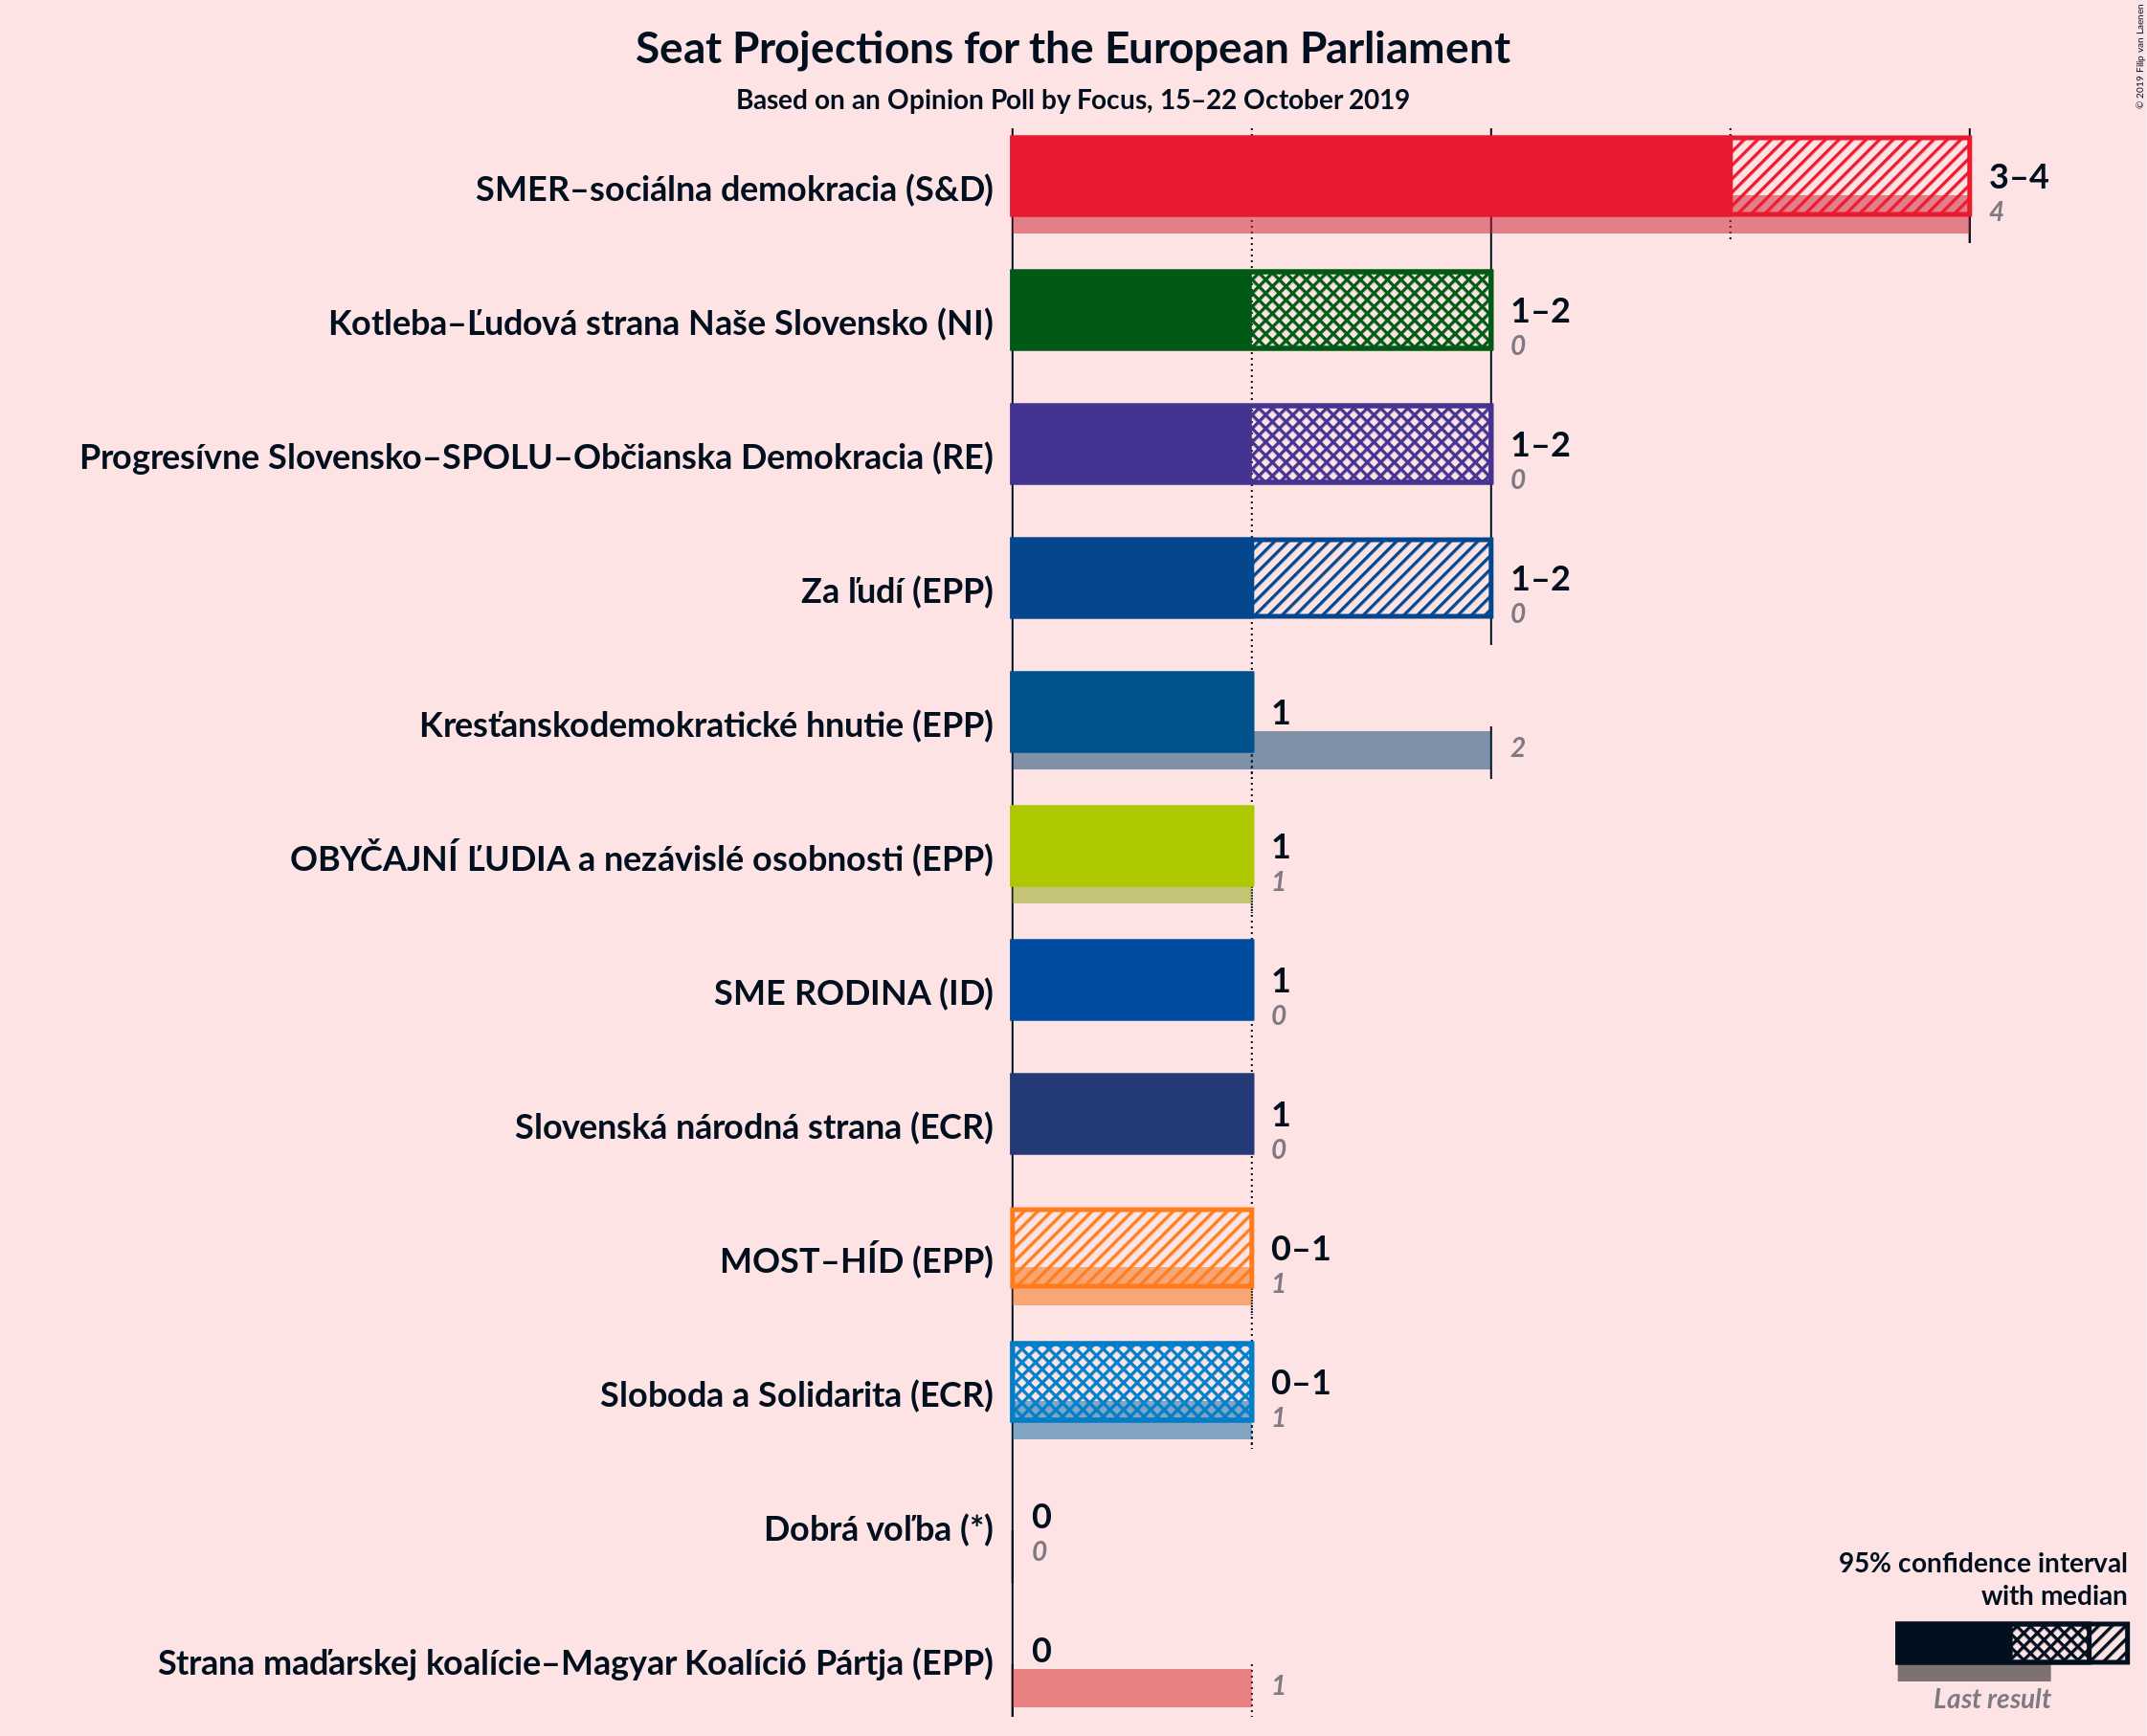 Seat Projections for the European Parliament
Based on an Opinion Poll by Focus, 15–22 October 2019
© 2019 Filip van Laenen
SMER–sociálna demokracia (S&D)
3–4
4
Kotleba–Ľudová strana Naše Slovensko (NI)
1–2
0
Progresívne Slovensko–SPOLU–Občianska Demokracia (RE)
1–2
0
Za ľudí (EPP)
1–2
0
Kresťanskodemokratické hnutie (EPP)
1
2
OBYČAJNÍ ĽUDIA a nezávislé osobnosti (EPP)
1
1
SME RODINA (ID)
1
0
Slovenská národná strana (ECR)
1
0
MOST–HÍD (EPP)
0–1
1
Sloboda a Solidarita (ECR)
0–1
1
Dobrá voľba (*)
0
0
Strana maďarskej koalície–Magyar Koalíció Pártja (EPP)
0
1
95% confidence interval
with median
Last result